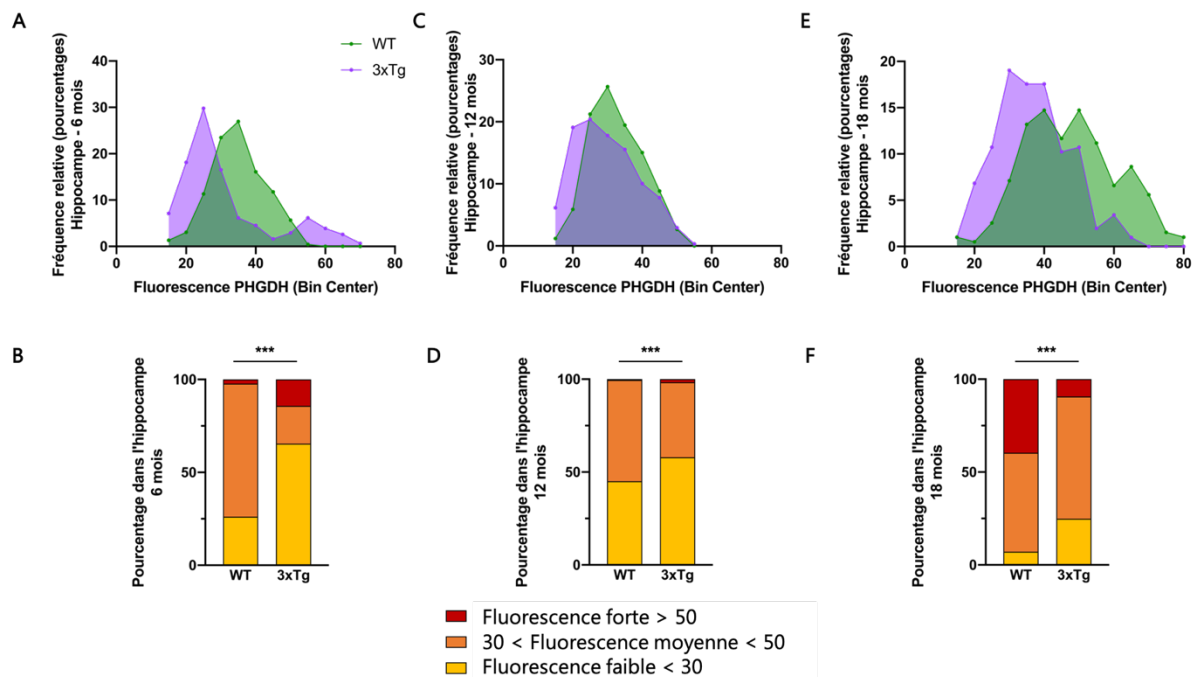 A
Fréquence relative (pourcentages)
Hippocampe - 6 mois
40
30
20
10
0
0
20
40
60
80
Fluorescence PHGDH (Bin Center)
WT
3xTg
C
Fréquence relative (pourcentages)
Hippocampe - 12 mois
30
20
10
0
0
20
40
60
80
Fluorescence PHGDH (Bin Center)
E
Fréquence relative (pourcentages)
Hippocampe - 18 mois
20
15
10
5
0
0
20
40
60
80
Fluorescence PHGDH (Bin Center)
B
Pourcentage dans l'hippocampe
6 mois
100
50
0
***
WT
3xTg
D
Pourcentage dans l'hippocampe
12 mois
100
50
0
***
WT
3xTg
F
Pourcentage dans l'hippocampe
18 mois
100
50
0
***
WT
3xTg
Fluorescence forte > 50
30 < Fluorescence moyenne < 50
Fluorescence faible < 30